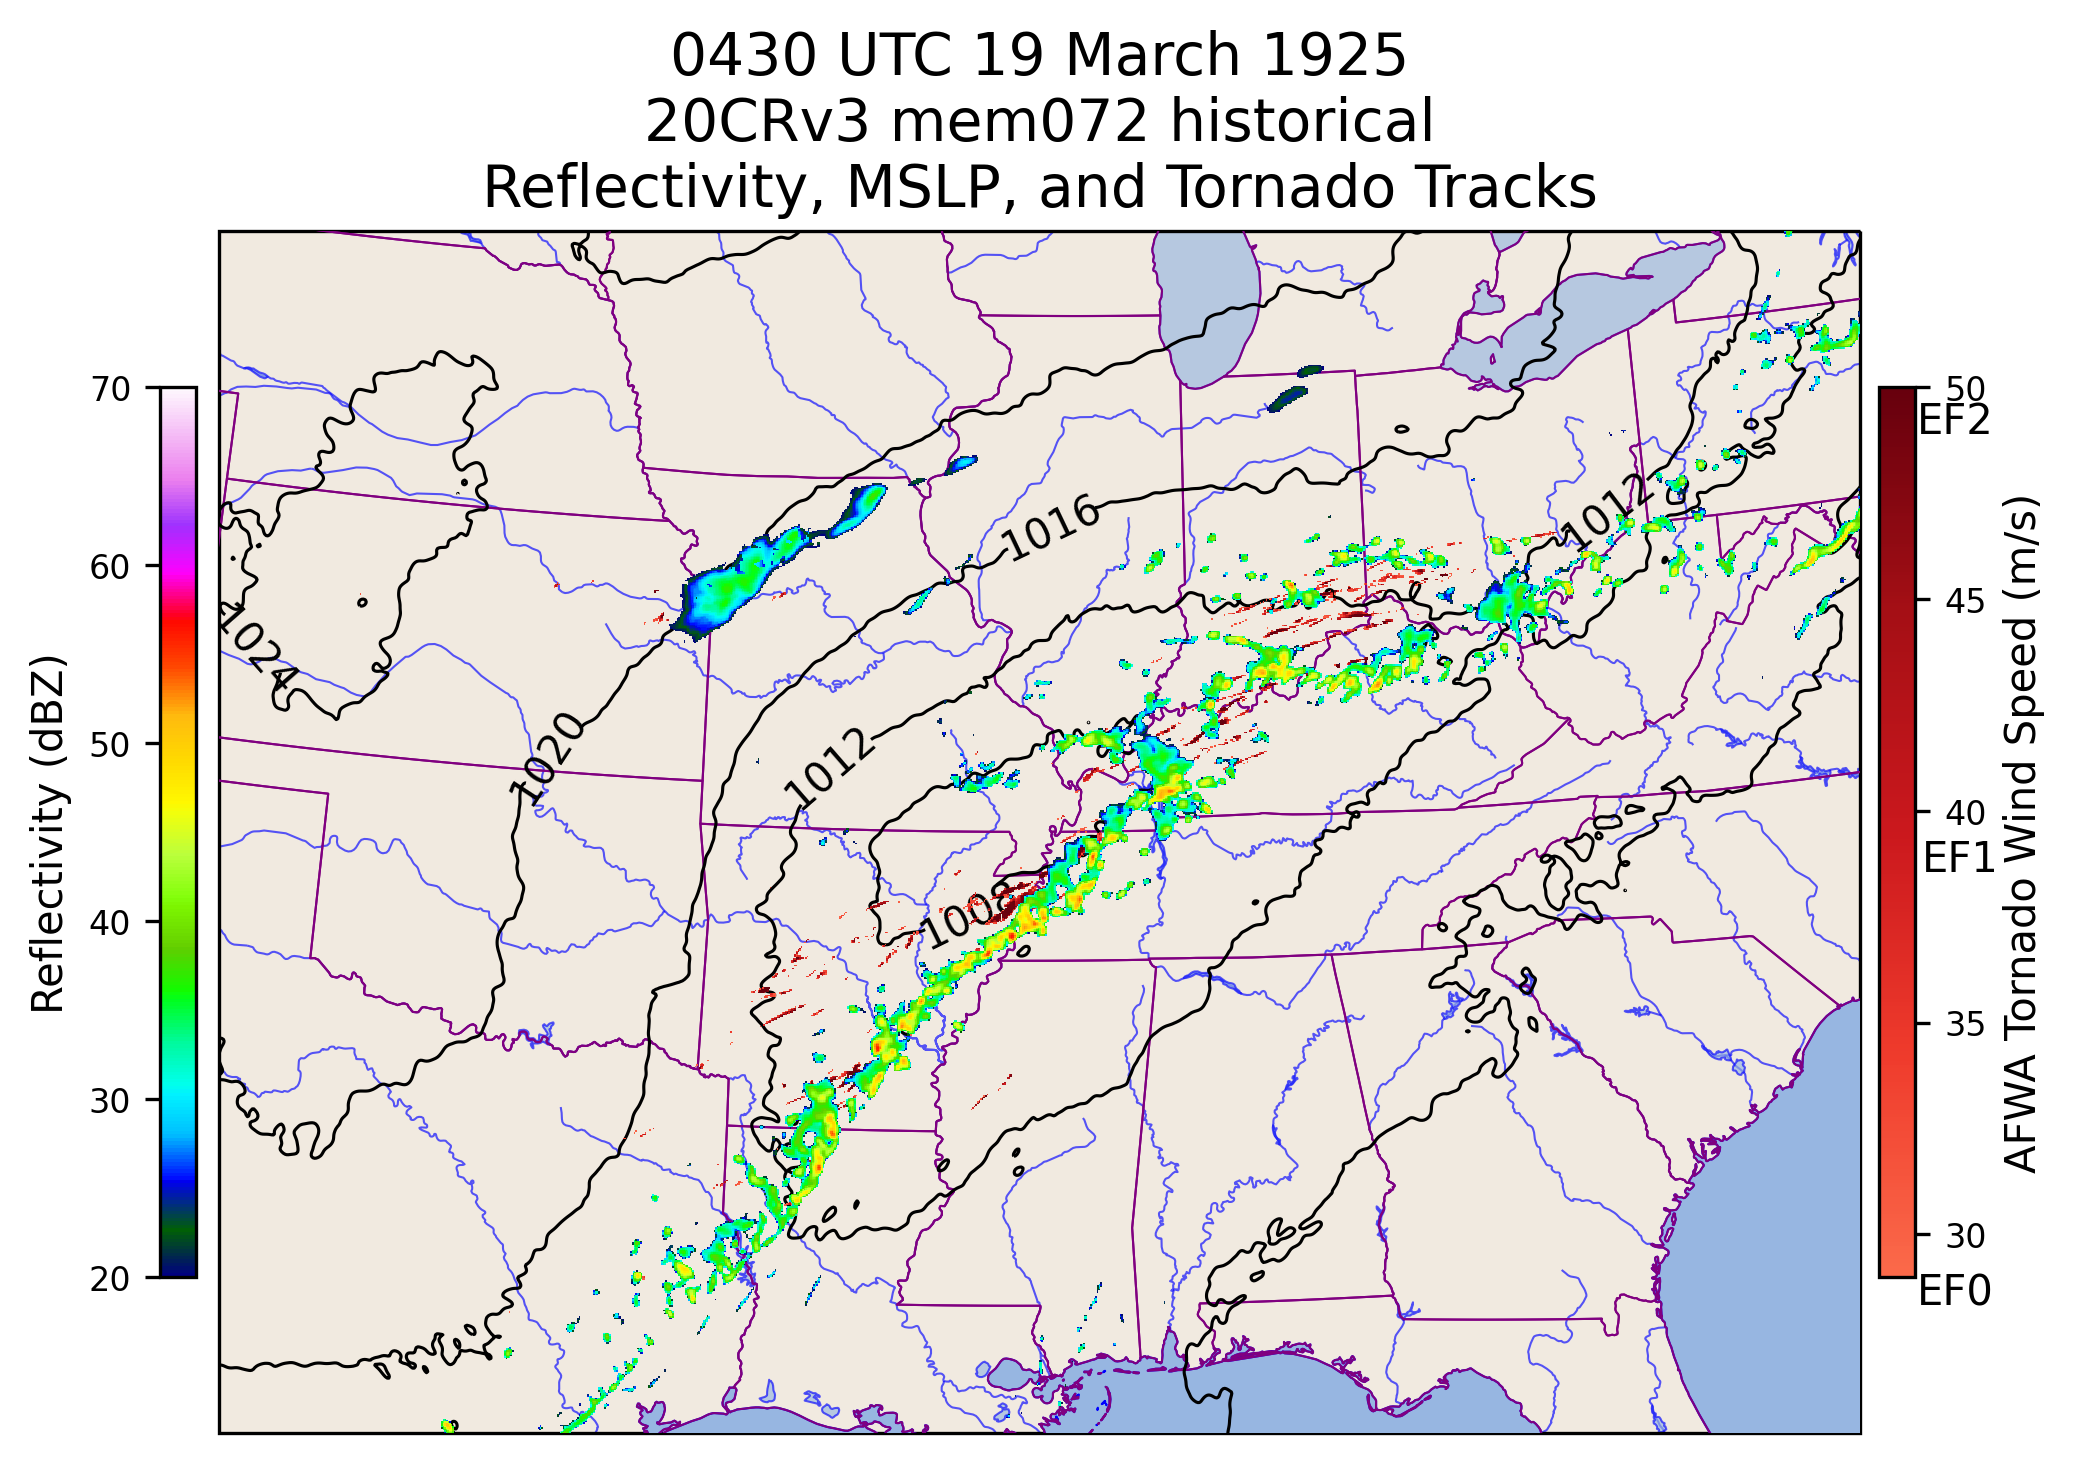 0430 UTC 19 March 1925
20CRv3 mem072 historical
Reflectivity, MSLP, and Tornado Tracks
Reflectivity (dBZ)
70
60
50
40
30
20
1024
1020
1016
1012
1012
1008
50
EF2
45
40
EF1
35
30
EF0
AFWA Tornado Wind Speed (m/s)